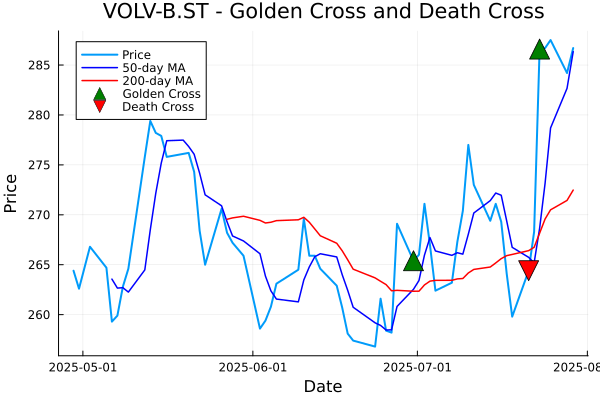 VOLV-B.ST - Golden Cross and Death Cross
Price
50-day MA
200-day MA
Golden Cross
Death Cross
285
280
275
270
265
260
Price
2025-05-01
2025-06-01
2025-07-01
2025-08
Date